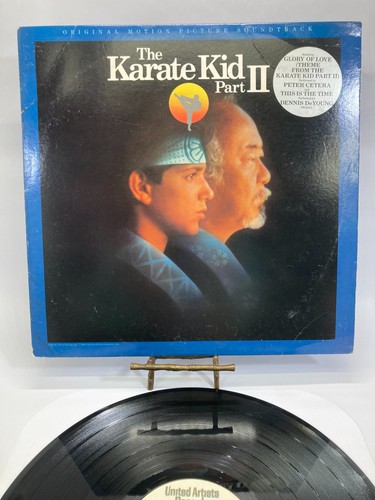 ORIGINAL MOTION PICTURE SOUNDTRACK
The
Karate Kid
Part II
GLORY OF LOVE
(THEME
FROM THE
KARATE KID PART II)
PETER CETERA
THIS IS THE TIME
DENNIS DeYOUNG
United Artists
Records